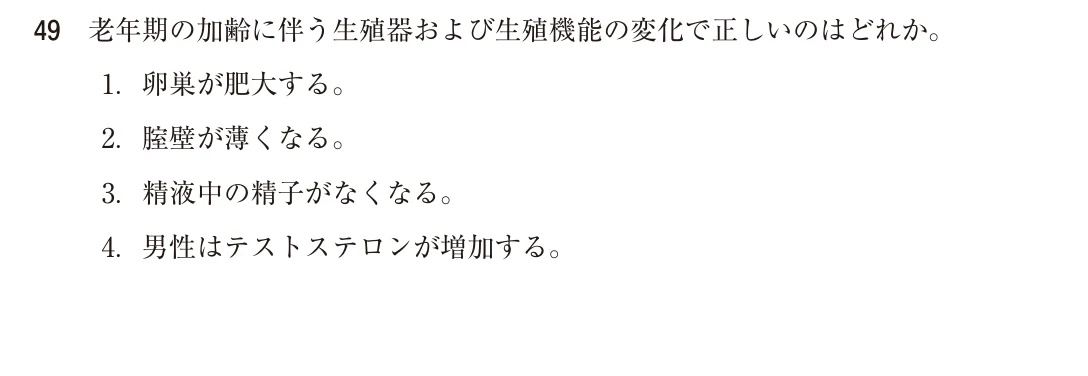 49 老年期の加齢に伴う生殖器および生殖機能の変化で正しいのはどれか。
1. 卵巣が肥大する。
2. 腟壁が薄くなる。
3. 精液中の精子がなくなる。
4. 男性はテストステロンが増加する。